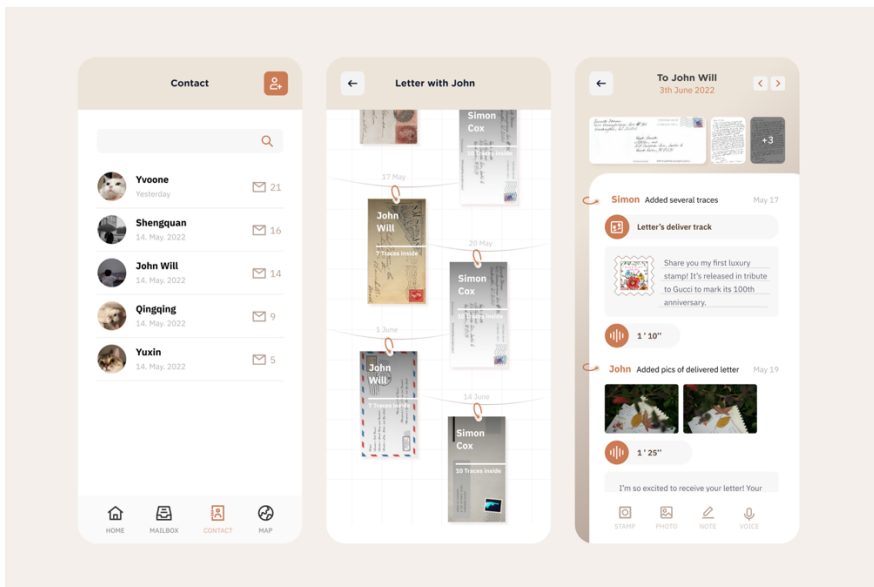 Contact
Yvoone
Yesterday
21
Shengquan
14. May. 2022
16
John Will
14. May. 2022
14
Qingqing
14. May. 2022
9
Yuxin
14. May. 2022
5
HOME
MAILBOX
CONTACT
MAP
Letter with John
Simon
Cox
17 May
John
Will
7 Traces inside
20 May
Simon
Cox
1 June
John
Will
7 Traces inside
14 June
Simon
Cox
10 Traces inside
To John Will
3th June 2022
+3
Simon Added several traces May 17
Letter's deliver track
Share you my first luxury
stamp! It's released in tribute
to Gucci to mark its 100th
anniversary.
1 ' 10''
John Added pics of delivered letter May 19
1 ' 25''
I'm so excited to receive your letter! Your
STAMP
PHOTO
NOTE
VOICE